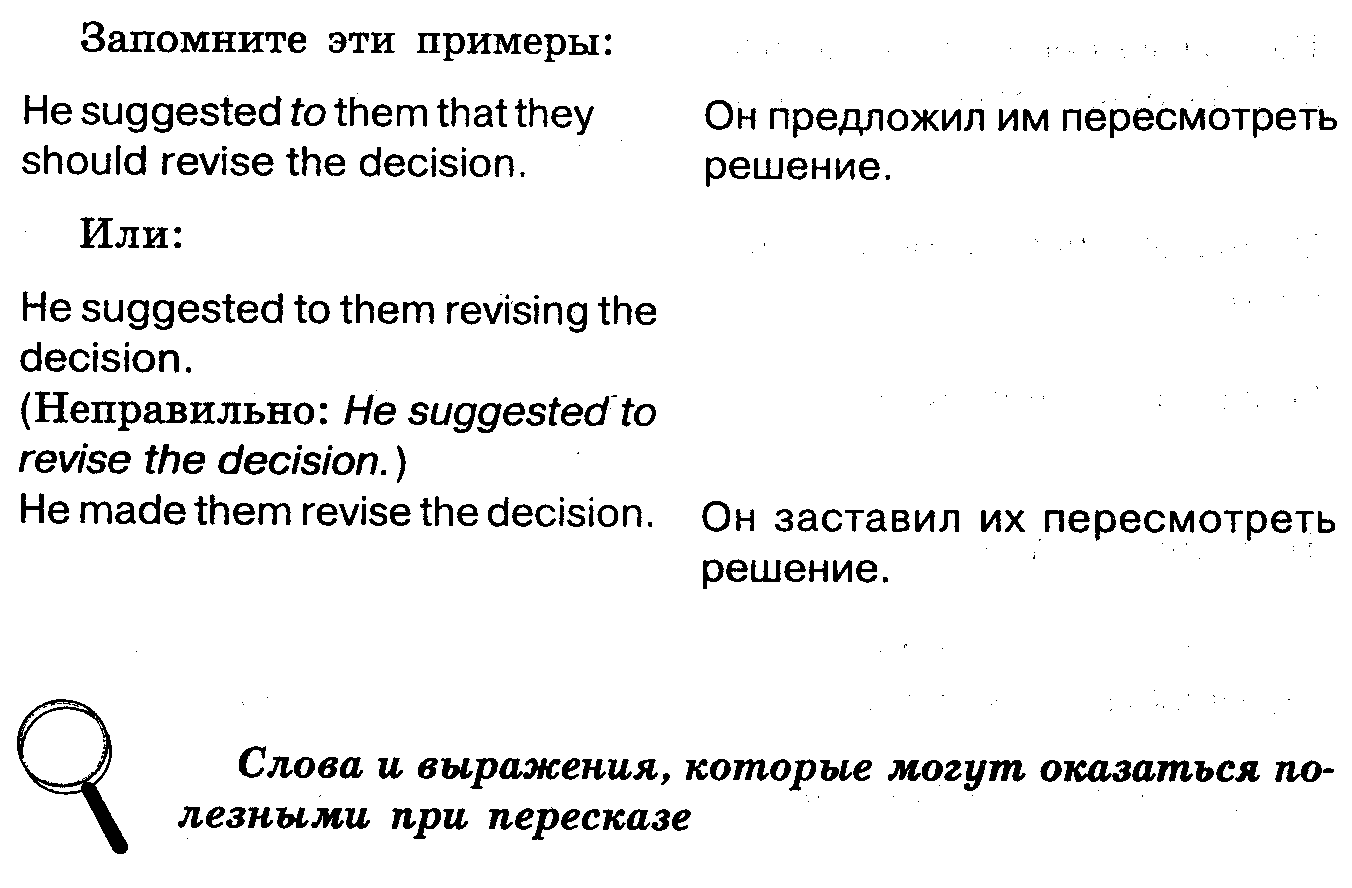 Запомните эти примеры:
He suggested to them that they
should revise the decision.
Он предложил им пересмотреть
решение.
Или:
He suggested to them revising the
decision.
(Неправильно: He suggested to
revise the decision.)
He made them revise the decision.
Он заставил их пересмотреть
решение.
Слова и выражения, которые могут оказаться по-
лезными при пересказе